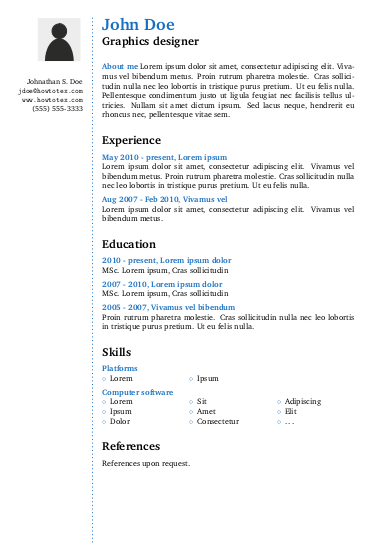 Johnathan S. Doe
jdoe@howtotex.com
www.howtotex.com
(555) 555-3333
John Doe
Graphics designer
About me Lorem ipsum dolor sit amet, consectetur adipiscing elit. Viva-
mus vel bibendum metus. Proin rutrum pharetra molestie. Cras sollici-
tudin nulla nec leo lobortis in tristique purus pretium. Ut eu felis nulla.
Pellentesque condimentum justo ut ligula feugiat nec facilisis tellus ul-
tricies. Nullam sit amet dictum ipsum. Sed lacus neque, hendrerit eu
rhoncus nec, pellentesque vitae sem.
Experience
May 2010 - present, Lorem ipsum
Lorem ipsum dolor sit amet, consectetur adipiscing elit. Vivamus vel
bibendum metus. Proin rutrum pharetra molestie. Cras sollicitudin nulla
nec leo lobortis in tristique purus pretium. Ut eu felis nulla.
Aug 2007 - Feb 2010, Vivamus vel
Lorem ipsum dolor sit amet, consectetur adipiscing elit. Vivamus vel
bibendum metus.
Education
2010 - present, Lorem ipsum dolor
MSc. Lorem ipsum, Cras sollicitudin
2007 - 2010, Lorem ipsum dolor
MSc. Lorem ipsum, Cras sollicitudin
2005 - 2007, Vivamus vel bibendum
Proin rutrum pharetra molestie. Cras sollicitudin nulla nec leo lobortis
in tristique purus pretium. Ut eu felis nulla.
Skills
Platforms
○ Lorem ○ Ipsum
Computer software
○ Lorem ○ Sit ○ Adipiscing
○ Ipsum ○ Amet ○ Elit
○ Dolor ○ Consectetur ○ ...
References
References upon request.